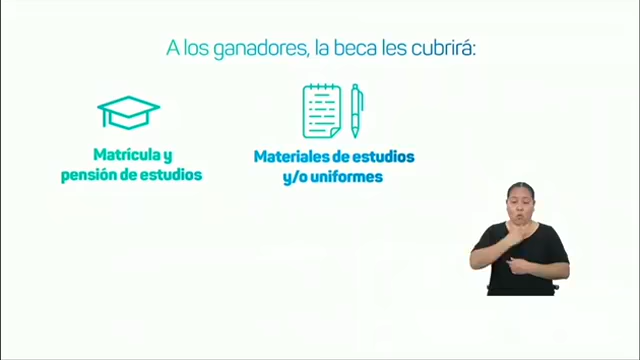 A los ganadores, la beca les cubrirá:
Matrícula y
pensión de estudios
Materiales de estudios
y/o uniformes